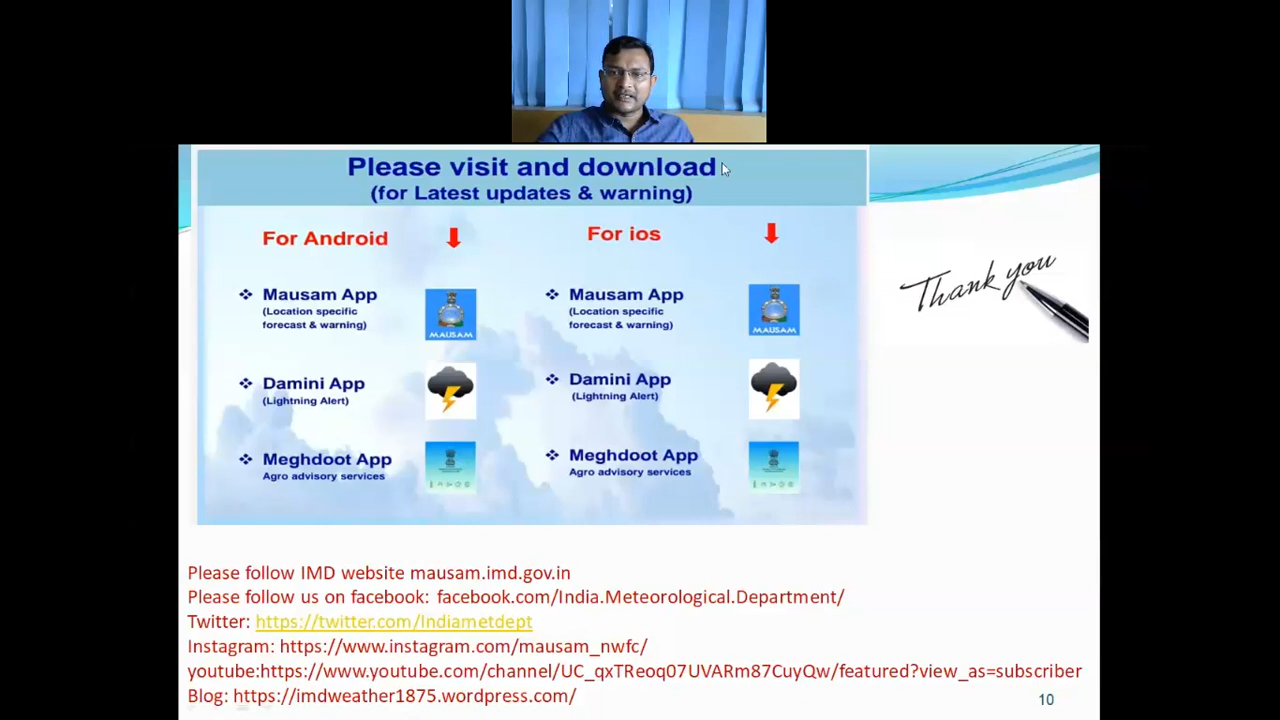 Please visit and download
(for Latest updates & warning)
For Android
For ios
Mausam App
(Location specific
forecast & warning)
MAUSAM
Mausam App
(Location specific
forecast & warning)
MAUSAM
Damini App
(Lightning Alert)
Damini App
(Lightning Alert)
Meghdoot App
Agro advisory services
Meghdoot App
Agro advisory services
Thank you
Please follow IMD website mausam.imd.gov.in
Please follow us on facebook: facebook.com/India.Meteorological.Department/
Twitter: https://twitter.com/Indiametdept
Instagram: https://www.instagram.com/mausam_nwfc/
youtube:https://www.youtube.com/channel/UC_qxTReoq07UVARm87CuyQw/featured?view_as=subscriber
Blog: https://imdweather1875.wordpress.com/
10